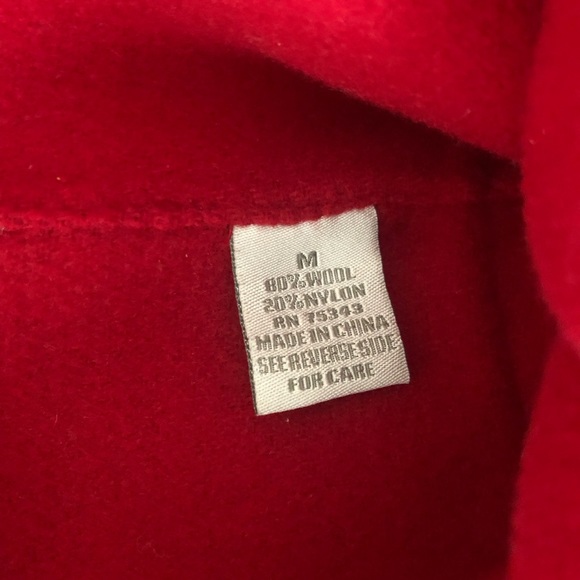 M
80% WOOL
20% NYLON
RN 75343
MADE IN CHINA
SEE REVERSE SIDE
FOR CARE